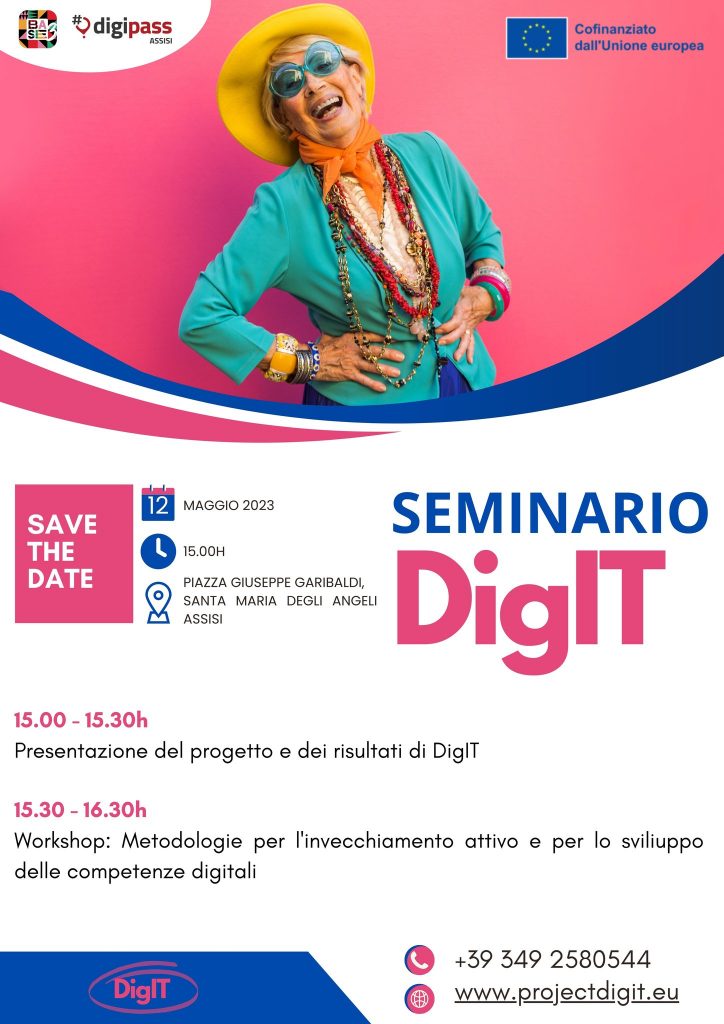 BASE3
#digipass
ASSISI
Cofinanziato
dall'Unione europea
SAVE
THE
DATE
12
MAGGIO 2023
15.00H
PIAZZA GIUSEPPE GARIBALDI,
SANTA MARIA DEGLI ANGELI
ASSISI
SEMINARIO
DigIT
15.00 - 15.30h
Presentazione del progetto e dei risultati di DigIT
15.30 - 16.30h
Workshop: Metodologie per l'invecchiamento attivo e per lo sviliuppo
delle competenze digitali
DigIT
+39 349 2580544
www.projectdigit.eu